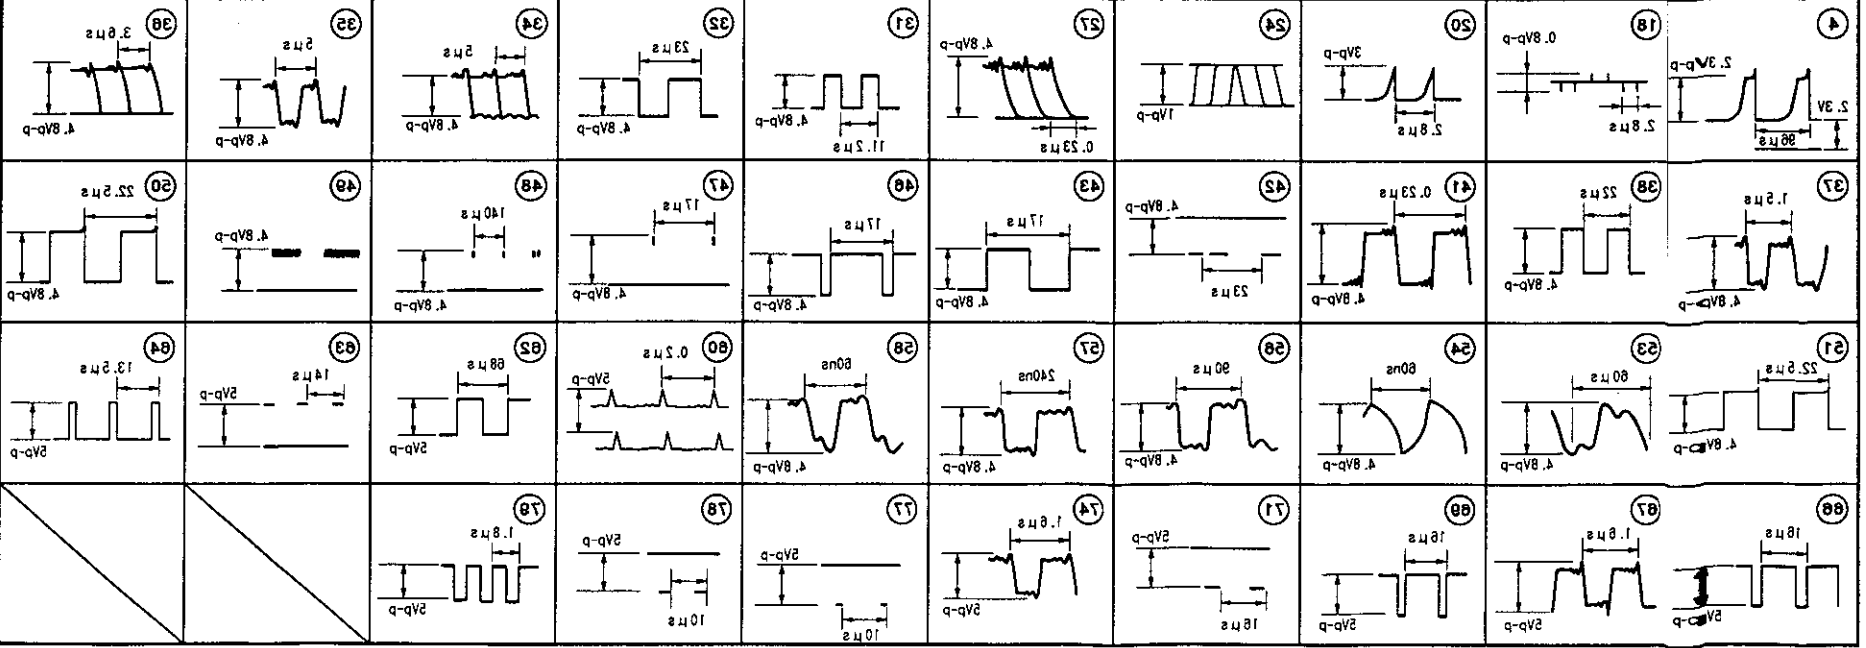 4
2.3Vp-p
2.3V
96μs
18
0.8Vp-p
2.8μs
20
3Vp-p
2.8μs
24
1Vp-p
27
4.8Vp-p
0.23μs
31
4.8Vp-p
11.2μs
32
23μs
4.8Vp-p
34
5μs
4.8Vp-p
35
5μs
4.8Vp-p
36
3.6μs
4.8Vp-p
37
1.5μs
4.8Vp-p
38
22μs
4.8Vp-p
41
0.23μs
4.8Vp-p
42
4.8Vp-p
23μs
43
17μs
4.8Vp-p
46
17μs
4.8Vp-p
47
17μs
4.8Vp-p
48
140μs
4.8Vp-p
49
4.8Vp-p
50
22.5μs
4.8Vp-p
51
22.5μs
4.8Vp-p
53
60μs
4.8Vp-p
54
60ns
4.8Vp-p
56
90μs
4.8Vp-p
57
240ns
4.8Vp-p
58
60ns
4.8Vp-p
60
0.2μs
5Vp-p
62
68μs
5Vp-p
63
14μs
5Vp-p
64
13.5μs
5Vp-p
66
16μs
5Vp-p
67
1.6μs
5Vp-p
69
16μs
5Vp-p
71
5Vp-p
16μs
74
1.6μs
5Vp-p
77
5Vp-p
10μs
78
5Vp-p
10μs
79
1.8μs
5Vp-p